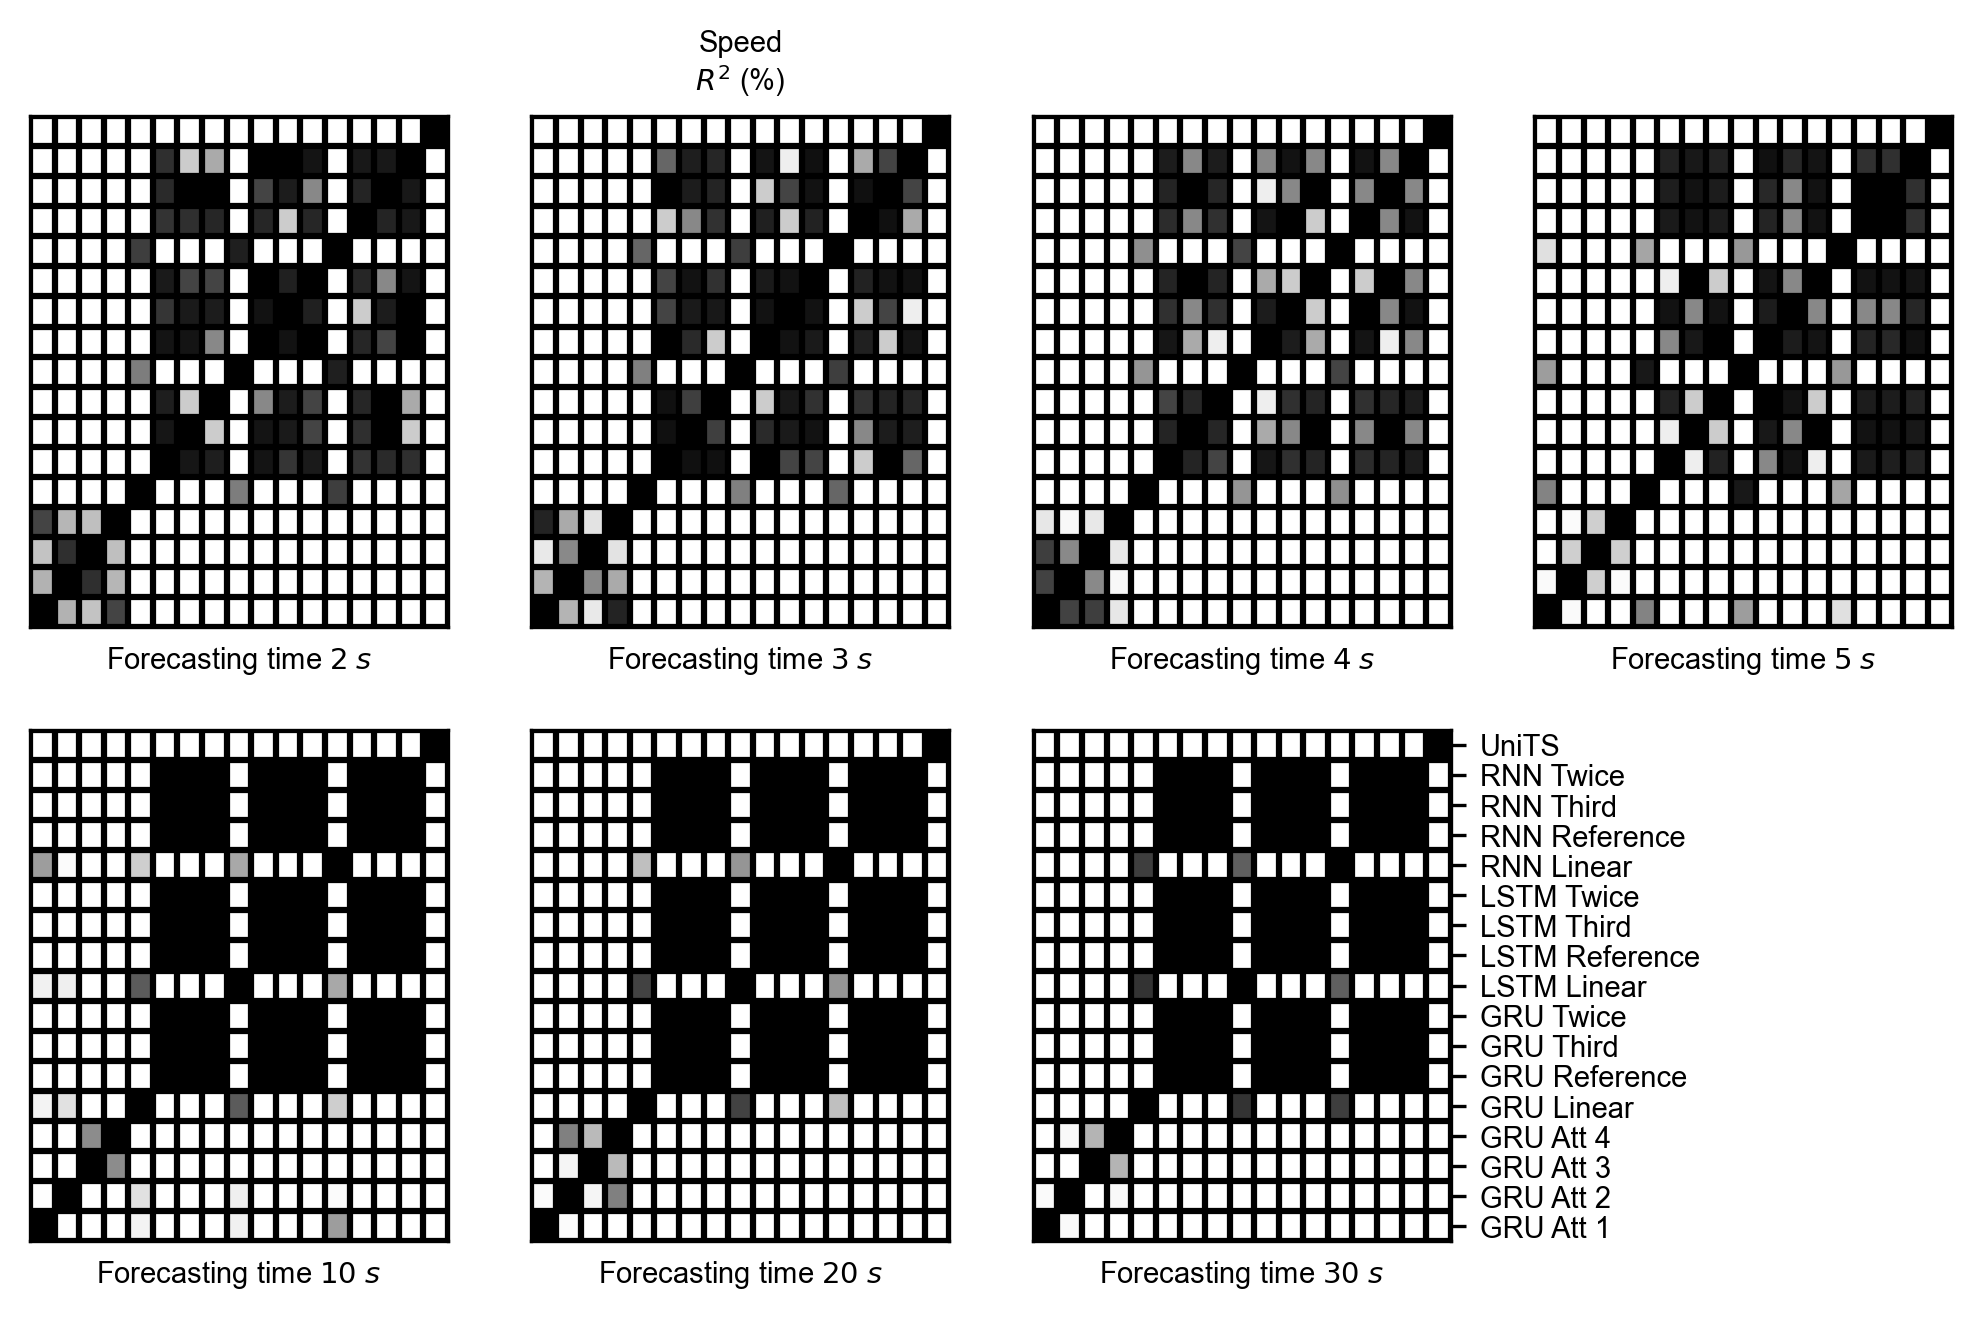 Speed
R² (%)
Forecasting time 2 s
Forecasting time 3 s
Forecasting time 4 s
Forecasting time 5 s
UniTS
RNN Twice
RNN Third
RNN Reference
RNN Linear
LSTM Twice
LSTM Third
LSTM Reference
LSTM Linear
GRU Twice
GRU Third
GRU Reference
GRU Linear
GRU Att 4
GRU Att 3
GRU Att 2
GRU Att 1
Forecasting time 10 s
Forecasting time 20 s
Forecasting time 30 s